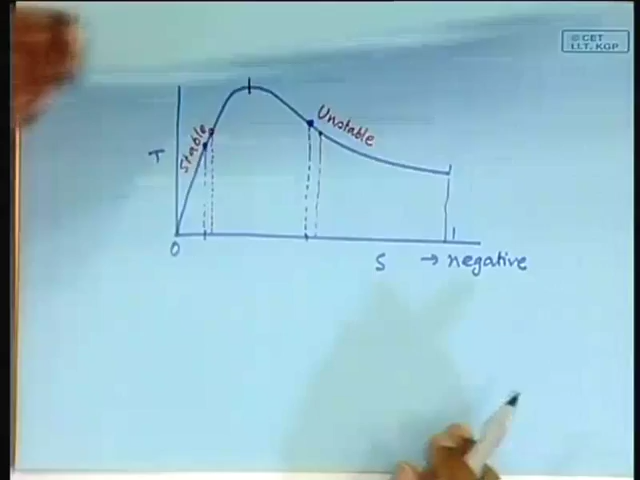 © CET
I.I.T. KGP
Unstable
Stable
T
0
1
S → negative